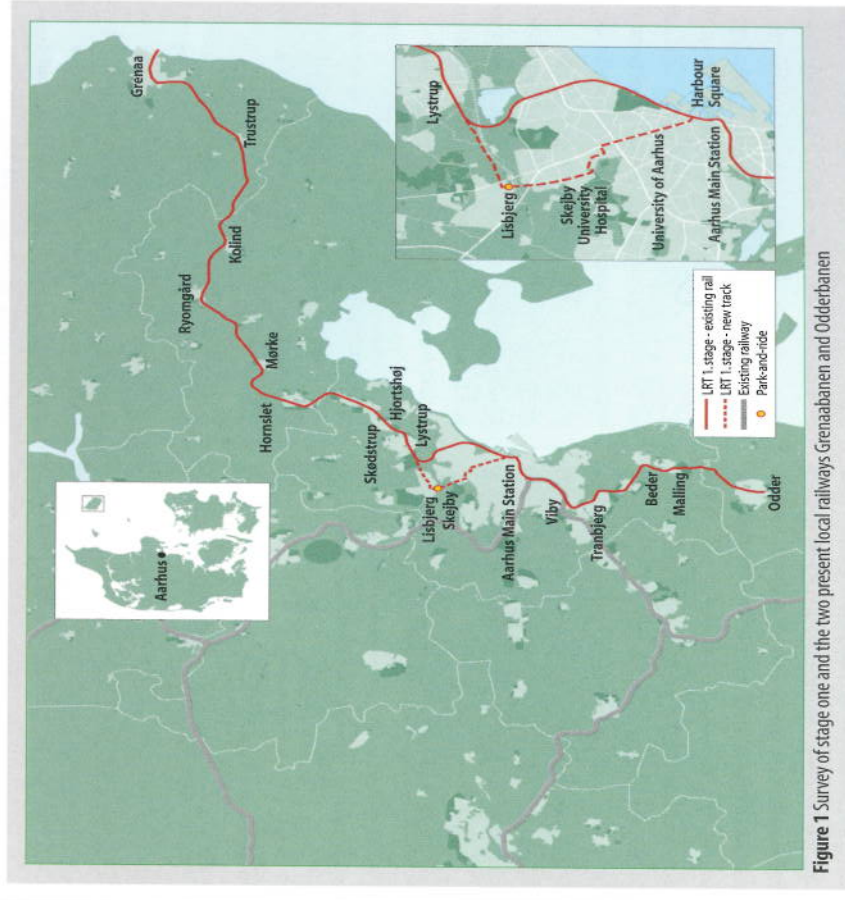 Grenaa
Trustrup
Kolind
Ryomgård
Mørke
Hornslet
Hjortshøj
Skødstrup
Lystrup
Lisbjerg
Skejby
Aarhus Main Station
Viby
Tranbjerg
Beder
Malling
Odder
Aarhus
Lystrup
Lisbjerg
Skejby
University
Hospital
University of Aarhus
Harbour
Square
Aarhus Main Station
LRT 1. stage - existing rail
LRT 1. stage - new track
Existing railway
Park-and-ride
Figure 1 Survey of stage one and the two present local railways Grenaabanen and Odderbanen